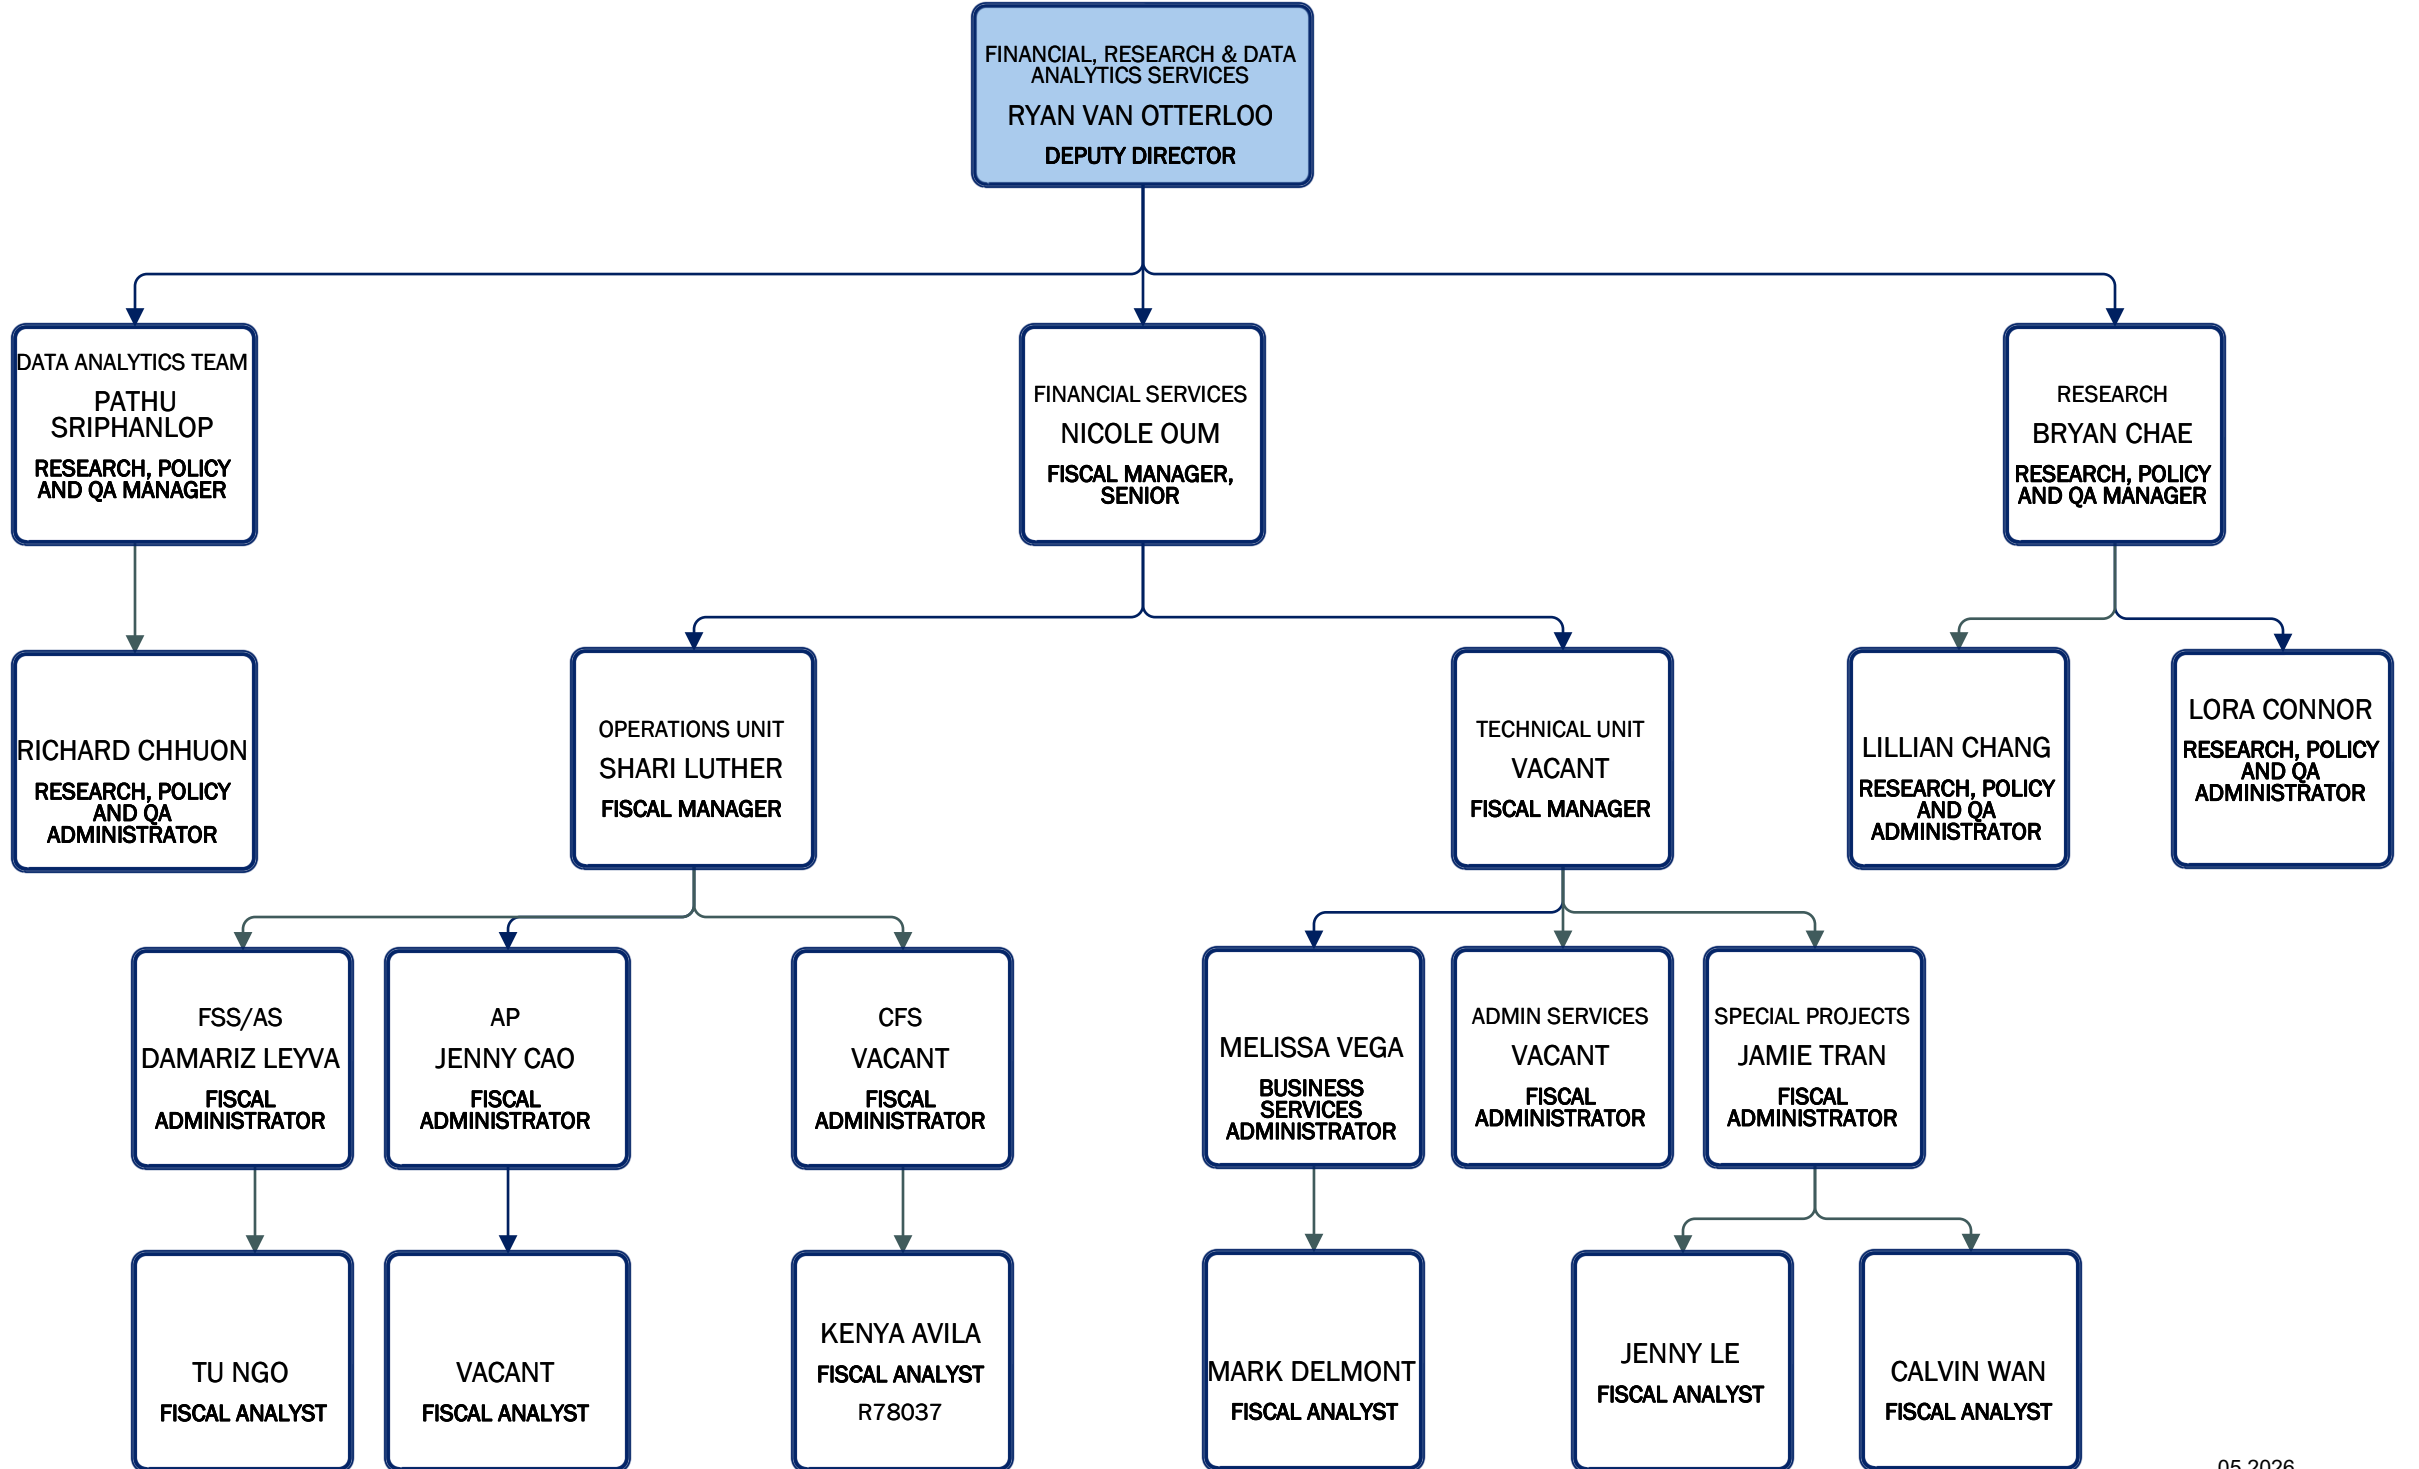 FINANCIAL, RESEARCH & DATA
ANALYTICS SERVICES
RYAN VAN OTTERLOO
DEPUTY DIRECTOR
DATA ANALYTICS TEAM
PATHU
SRIPHANLOP
RESEARCH, POLICY
AND QA MANAGER
FINANCIAL SERVICES
NICOLE OUM
FISCAL MANAGER,
SENIOR
RESEARCH
BRYAN CHAE
RESEARCH, POLICY
AND QA MANAGER
RICHARD CHHUON
RESEARCH, POLICY
AND QA
ADMINISTRATOR
OPERATIONS UNIT
SHARI LUTHER
FISCAL MANAGER
TECHNICAL UNIT
VACANT
FISCAL MANAGER
LILLIAN CHANG
RESEARCH, POLICY
AND QA
ADMINISTRATOR
LORA CONNOR
RESEARCH, POLICY
AND QA
ADMINISTRATOR
FSS/AS
DAMARIZ LEYVA
FISCAL
ADMINISTRATOR
AP
JENNY CAO
FISCAL
ADMINISTRATOR
CFS
VACANT
FISCAL
ADMINISTRATOR
MELISSA VEGA
BUSINESS
SERVICES
ADMINISTRATOR
ADMIN SERVICES
VACANT
FISCAL
ADMINISTRATOR
SPECIAL PROJECTS
JAMIE TRAN
FISCAL
ADMINISTRATOR
TU NGO
FISCAL ANALYST
VACANT
FISCAL ANALYST
KENYA AVILA
FISCAL ANALYST
R78037
MARK DELMONT
FISCAL ANALYST
JENNY LE
FISCAL ANALYST
CALVIN WAN
FISCAL ANALYST
05.2026